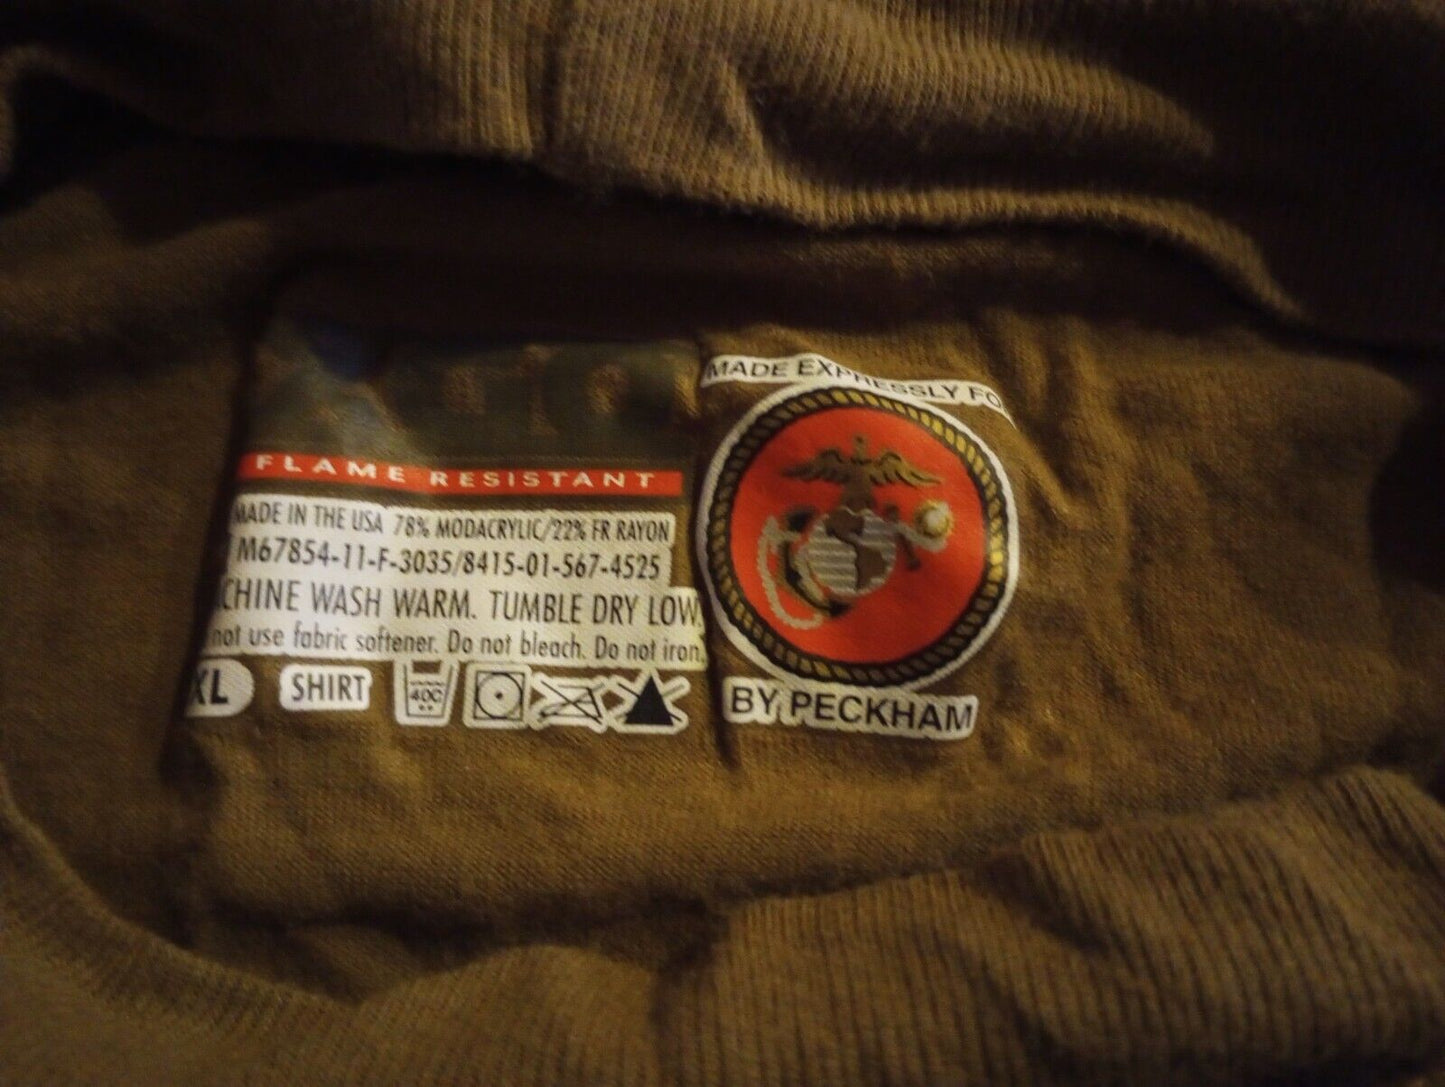 FLAME RESISTANT
MADE IN THE USA 78% MODACRYLIC/22% FR RAYON
M67854-11-F-3035/8415-01-567-4525
CHINE WASH WARM. TUMBLE DRY LOW.
not use fabric softener. Do not bleach. Do not iron.
XL SHIRT 40C
MADE EXPRESSLY FO
BY PECKHAM